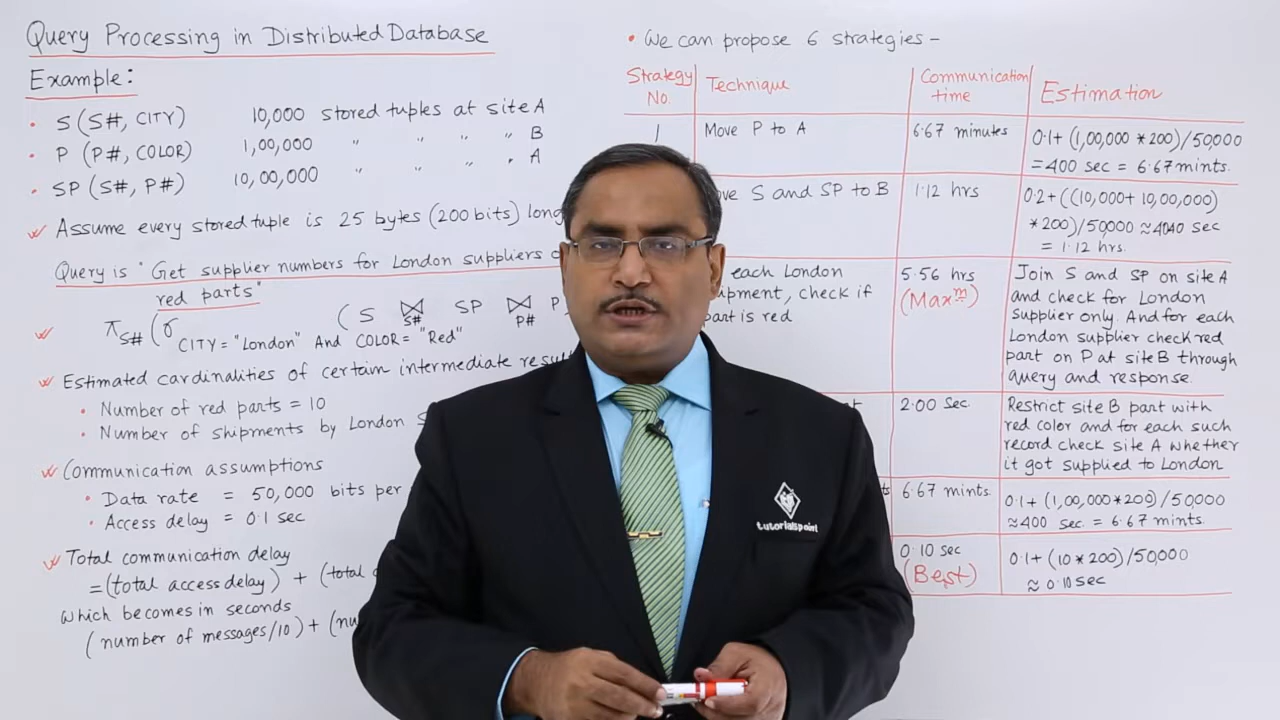 Query Processing in Distributed Database
Example:
• S (S#, CITY) 10,000 stored tuples at site A
• P (P#, COLOR) 1,00,000 " " " " B
• SP (S#, P#) 10,00,000 " " " . A
Assume every stored tuple is 25 bytes (200 bits) long
Query is " Get supplier numbers for London suppliers
red parts"
π S# (σ CITY = "London" And COLOR = "Red" (S ⋈ S# SP ⋈ P# P
Estimated cardinalities of certain intermediate
• Number of red parts = 10
• Number of shipments by London
Communication assumptions
• Data rate = 50,000 bits per
• Access delay = 0.1 sec
Total communication delay
= (total access delay) + (total
which becomes in seconds
(number of messages/10) +
• We can propose 6 strategies –
Strategy No. Technique Communication time Estimation
1 Move P to A 6.67 minutes 0.1+ (1,00,000 * 200)/50,000
= 400 sec = 6.67 mints.
S and SP to B 1.12 hrs 0.2+ ((10,000+ 10,00,000)
*200)/50,000 ≈ 4040 sec
= 1.12 hrs.
each London 5.56 hrs Join S and SP on site A
check if (Maxm) and check for London
part is red supplier only. And for each
London supplier check red
part on P at site B through
query and response.
2.00 Sec. Restrict site B part with
red color and for each such
record check site A whether
it got supplied to London
6.67 mints. 0.1+ (1,00,000*200)/50,000
≈ 400 sec. = 6.67 mints.
0.10 sec 0.1+ (10*200)/50,000
(Best) ≈ 0.10 sec
tutorialspoint